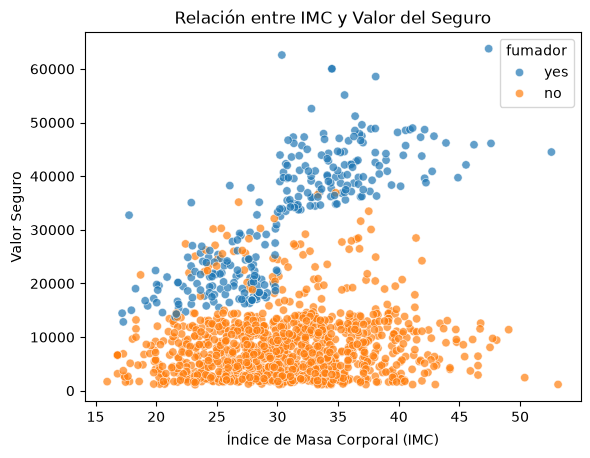 Relación entre IMC y Valor del Seguro
fumador
yes
no
Valor Seguro
60000
50000
40000
30000
20000
10000
0
15 20 25 30 35 40 45 50
Índice de Masa Corporal (IMC)